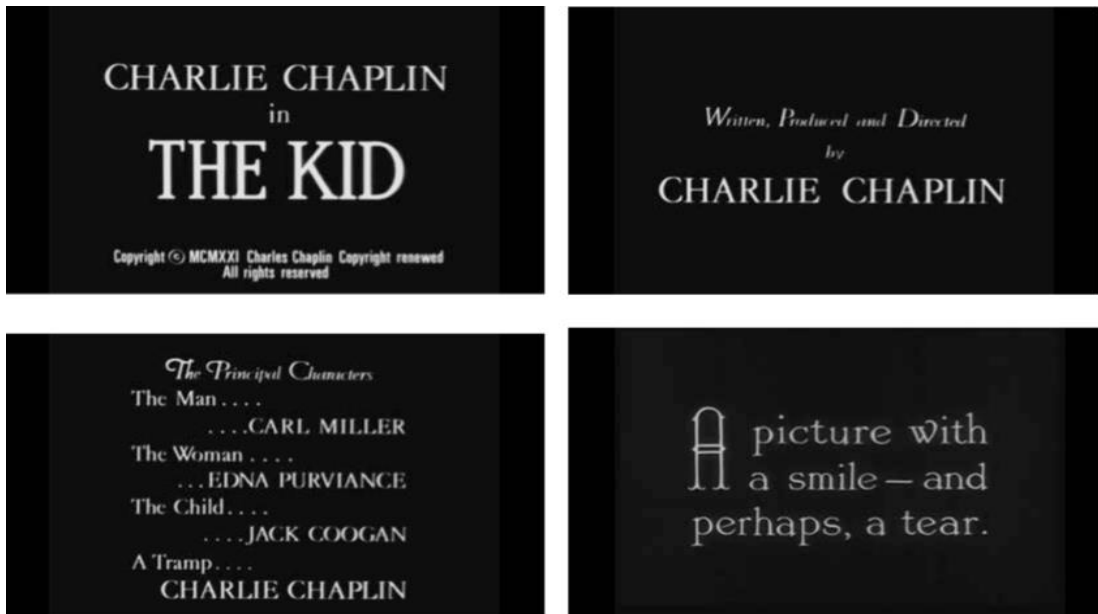 CHARLIE CHAPLIN
in
THE KID
Copyright © MCMXXI Charles Chaplin Copyright renewed
All rights reserved
Written, Produced and Directed
by
CHARLIE CHAPLIN
The Principal Characters
The Man....
....CARL MILLER
The Woman....
...EDNA PURVIANCE
The Child....
....JACK COOGAN
A Tramp....
CHARLIE CHAPLIN
A picture with
a smile — and
perhaps, a tear.